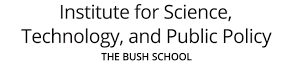 Institute for Science,
Technology, and Public Policy
THE BUSH SCHOOL